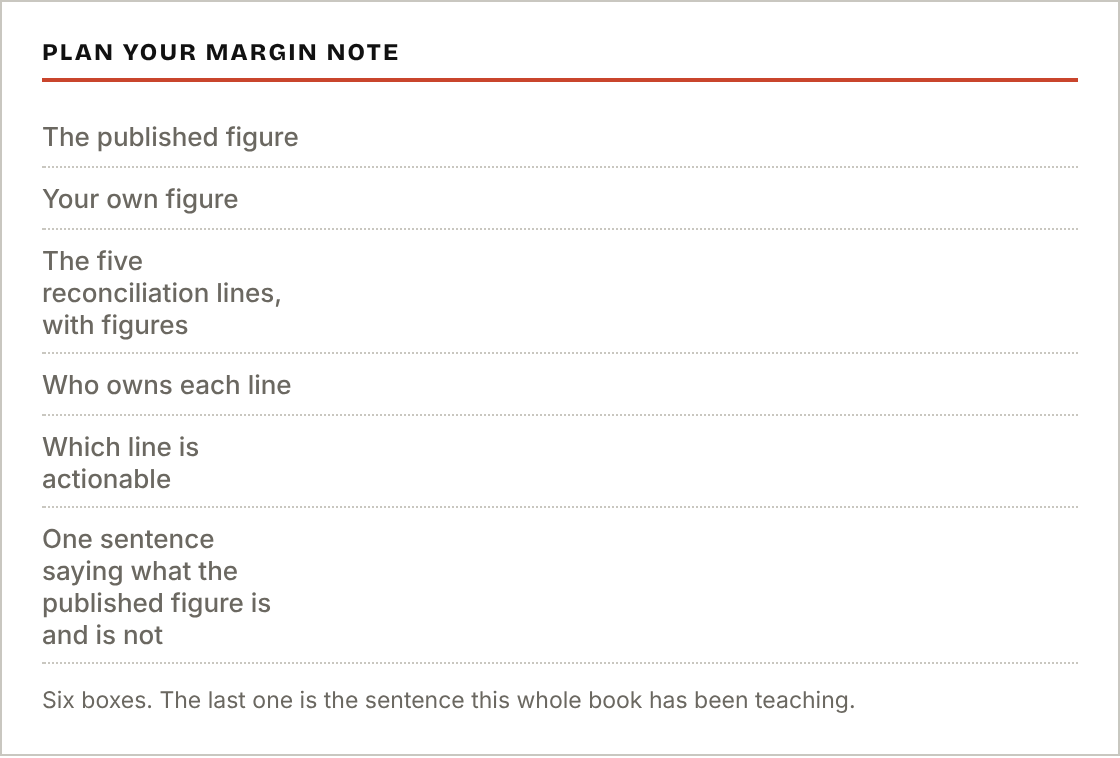 PLAN YOUR MARGIN NOTE
The published figure
Your own figure
The five
reconciliation lines,
with figures
Who owns each line
Which line is
actionable
One sentence
saying what the
published figure is
and is not
Six boxes. The last one is the sentence this whole book has been teaching.